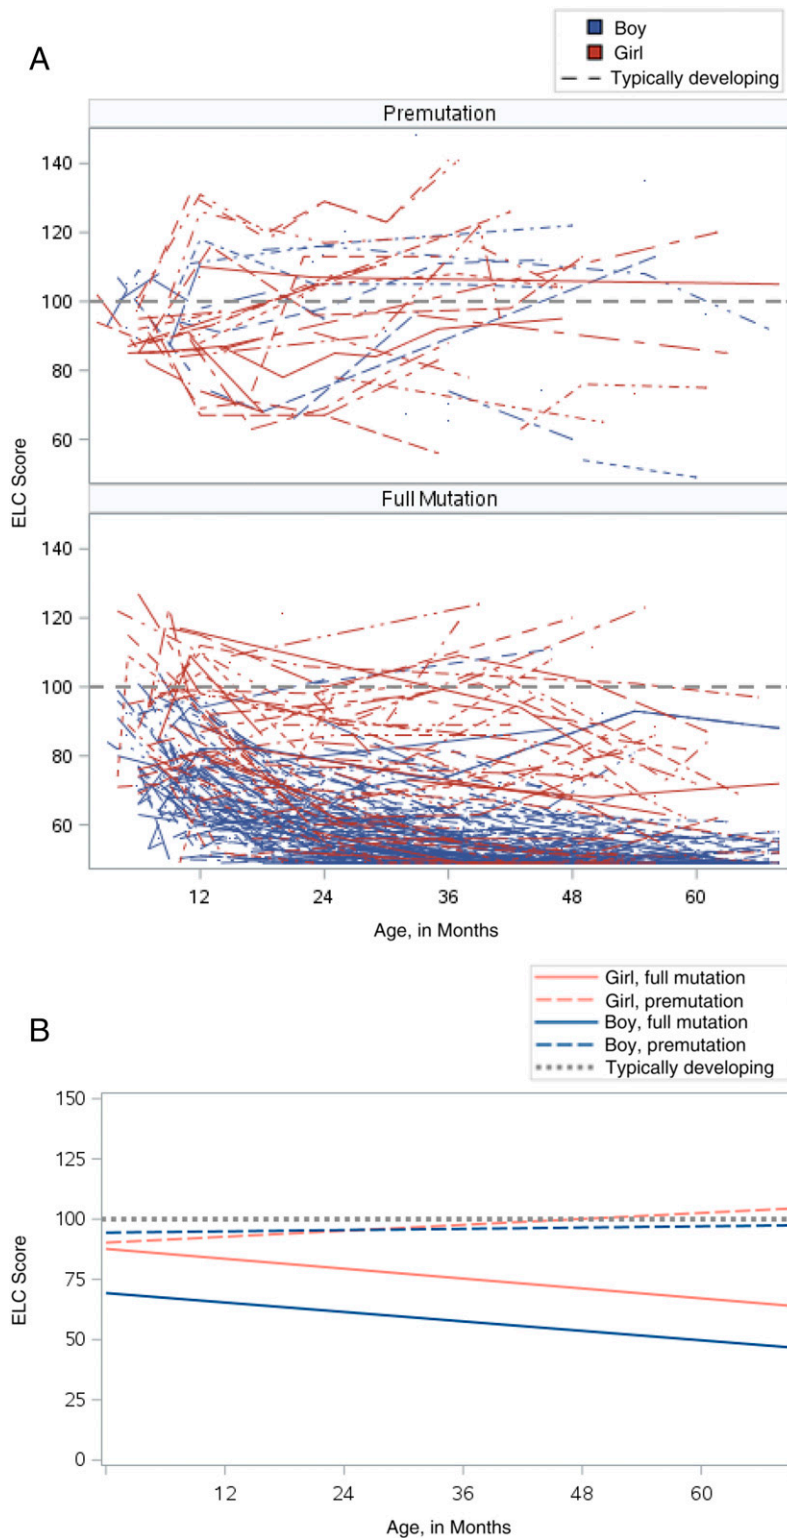 A
Boy
Girl
Typically developing
Premutation
140
120
100
80
60
ELC Score
Full Mutation
140
120
100
80
60
12 24 36 48 60
Age, in Months
B
Girl, full mutation
Girl, premutation
Boy, full mutation
Boy, premutation
Typically developing
150
125
100
75
50
25
0
ELC Score
12 24 36 48 60
Age, in Months